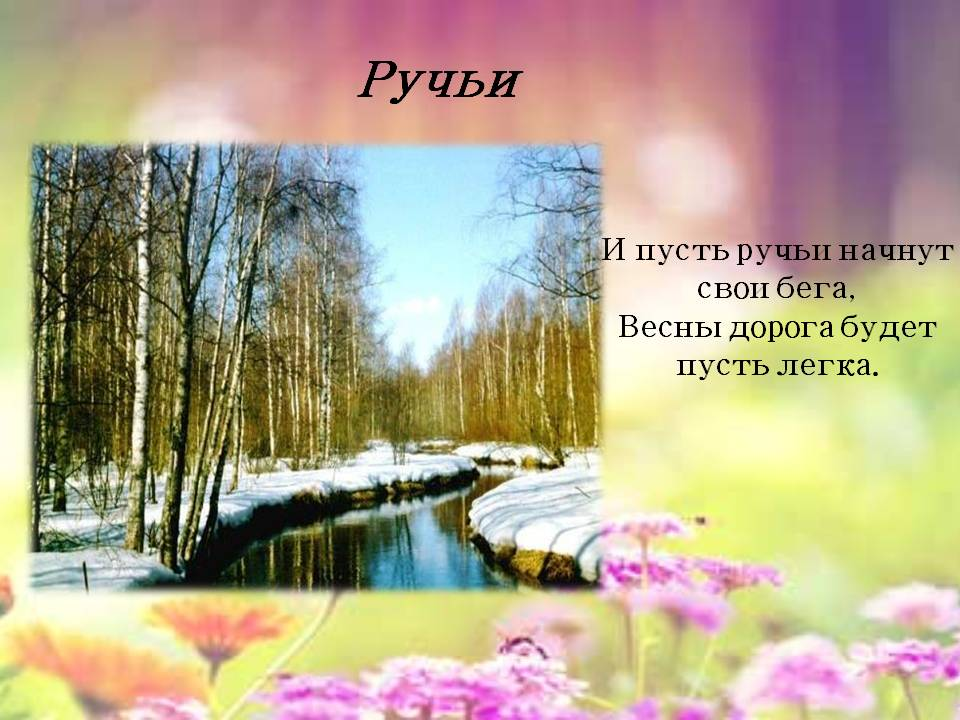 Ручьи
И пусть ручьи начнут
свои бега,
Весны дорога будет
пусть легка.